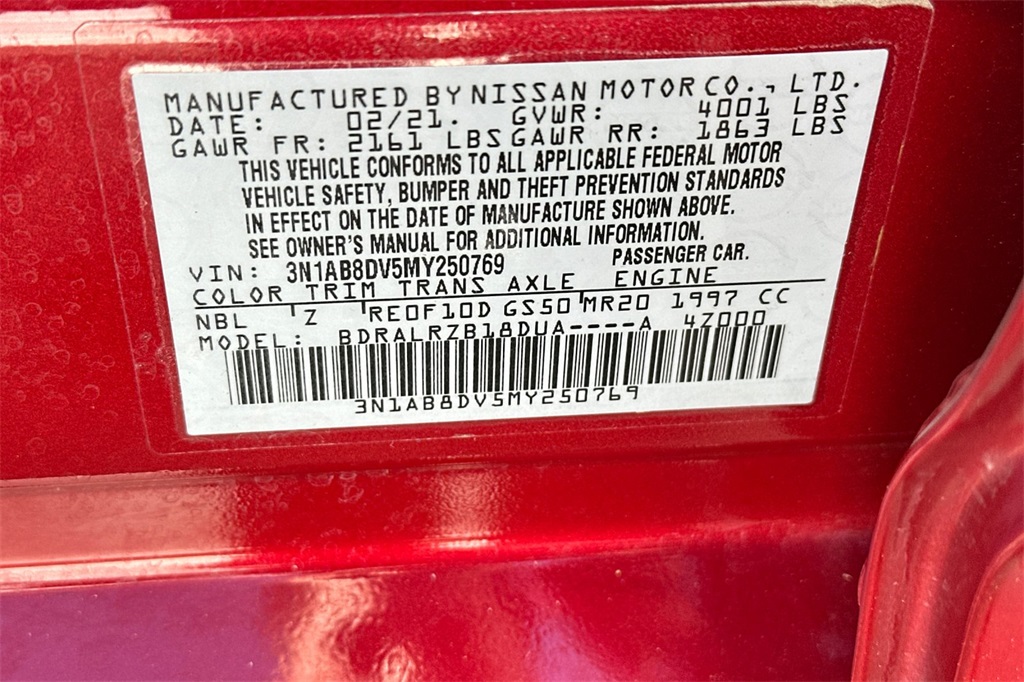 MANUFACTURED BY NISSAN MOTOR CO., LTD.
DATE: 02/21. GVWR: 4001 LBS
GAWR FR: 2161 LBS GAWR RR: 1863 LBS
THIS VEHICLE CONFORMS TO ALL APPLICABLE FEDERAL MOTOR
VEHICLE SAFETY, BUMPER AND THEFT PREVENTION STANDARDS
IN EFFECT ON THE DATE OF MANUFACTURE SHOWN ABOVE.
SEE OWNER'S MANUAL FOR ADDITIONAL INFORMATION.
VIN: 3N1AB8DV5MY250769 PASSENGER CAR.
COLOR TRIM TRANS AXLE ENGINE
NBL Z RE0F10D GS50 MR20 1997 CC
MODEL: BDRALRZB18DUA----A 4Z000
3N1AB8DV5MY250769